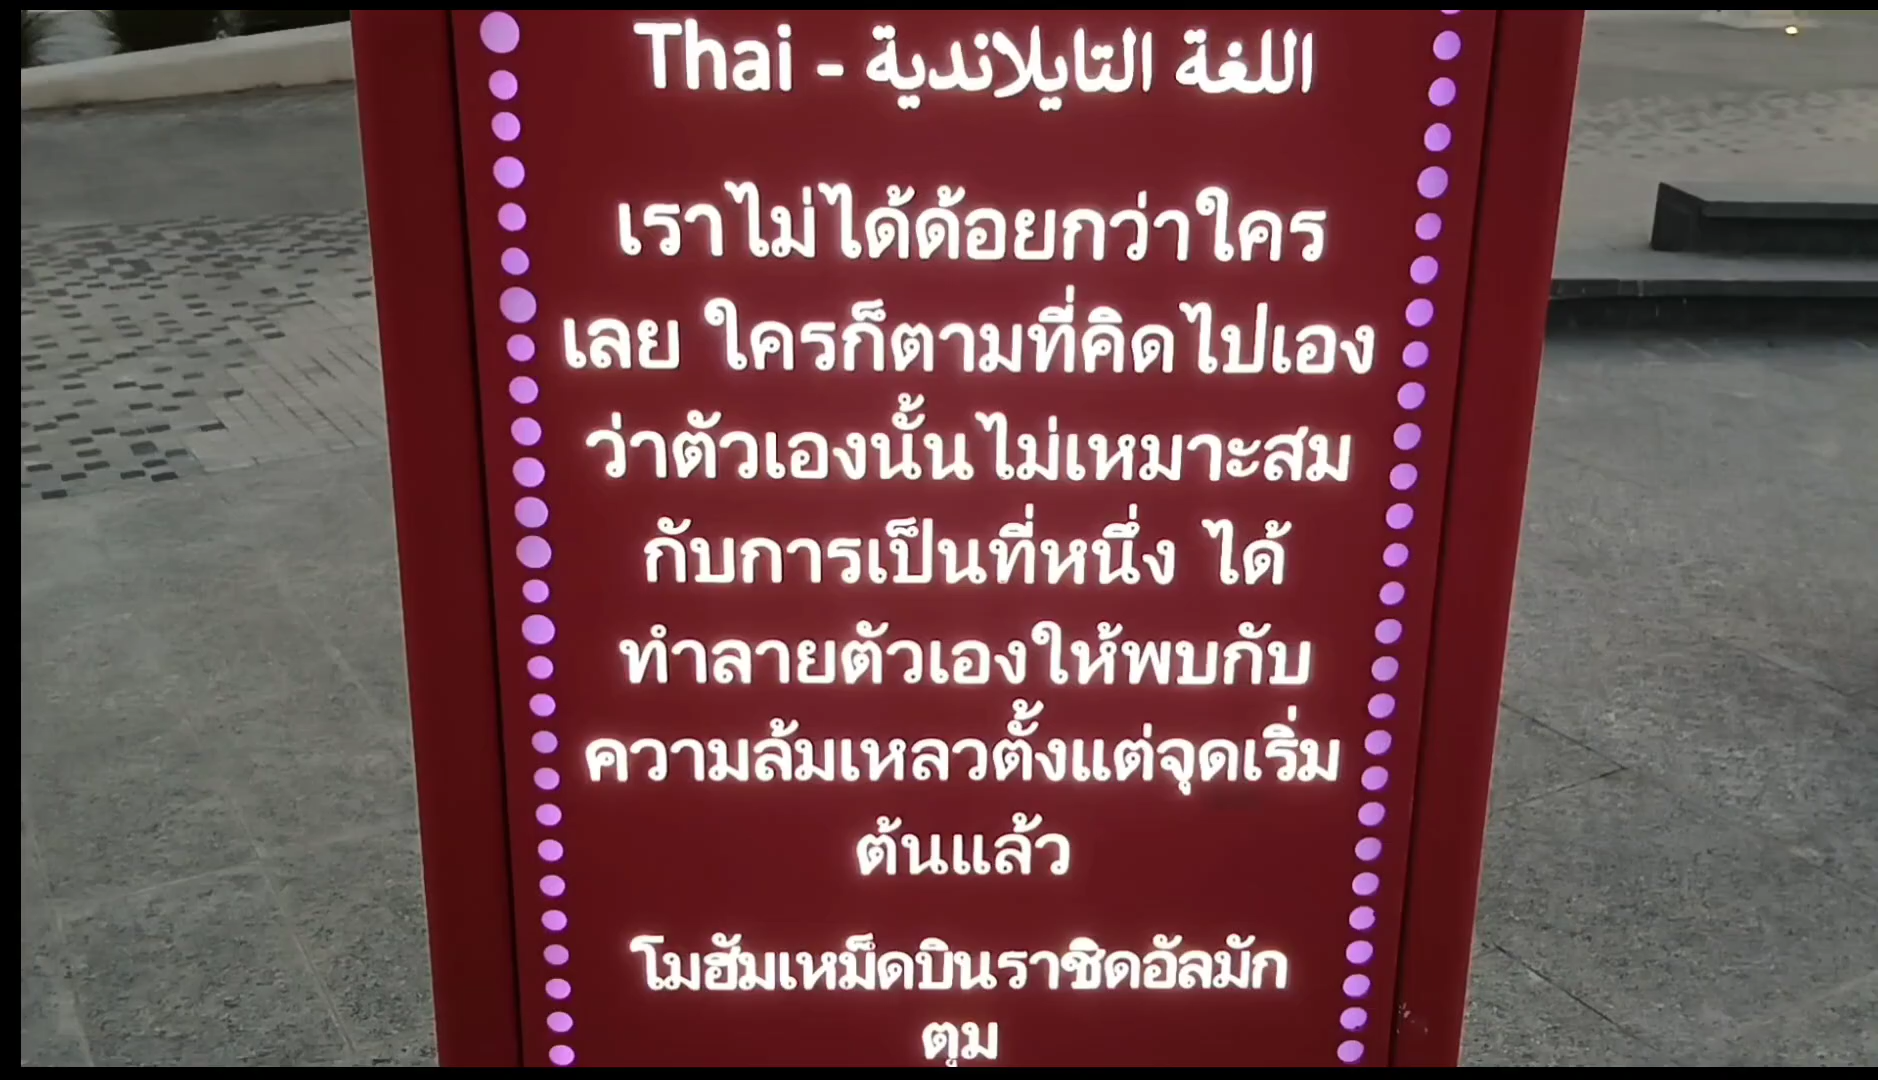 Thai - اللغة التايلاندية
เราไม่ได้ด้อยกว่าใคร
เลย ใครก็ตามที่คิดไปเอง
ว่าตัวเองนั้นไม่เหมาะสม
กับการเป็นที่หนึ่ง ได้
ทำลายตัวเองให้พบกับ
ความล้มเหลวตั้งแต่จุดเริ่ม
ต้นแล้ว
โมฮัมเหม็ดบินราชิดอัลมัก
ตูม